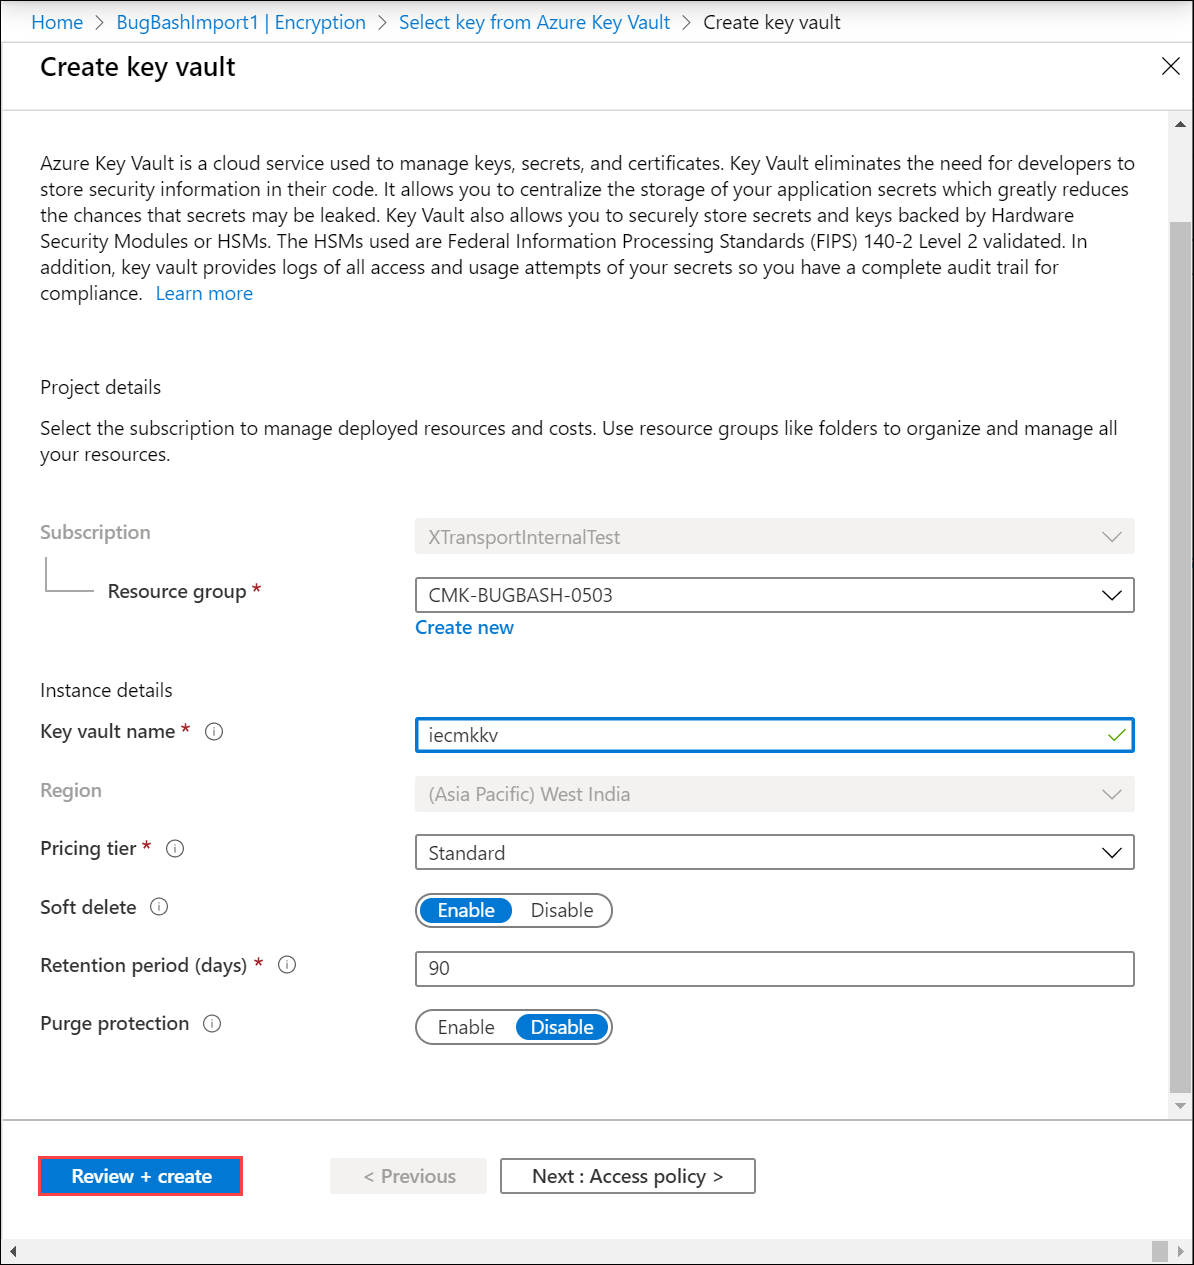 Home > BugBashImport1 | Encryption > Select key from Azure Key Vault > Create key vault
Create key vault
Azure Key Vault is a cloud service used to manage keys, secrets, and certificates. Key Vault eliminates the need for developers to
store security information in their code. It allows you to centralize the storage of your application secrets which greatly reduces
the chances that secrets may be leaked. Key Vault also allows you to securely store secrets and keys backed by Hardware
Security Modules or HSMs. The HSMs used are Federal Information Processing Standards (FIPS) 140-2 Level 2 validated. In
addition, key vault provides logs of all access and usage attempts of your secrets so you have a complete audit trail for
compliance. Learn more
Project details
Select the subscription to manage deployed resources and costs. Use resource groups like folders to organize and manage all
your resources.
Subscription XTransportInternalTest
Resource group * CMK-BUGBASH-0503
Create new
Instance details
Key vault name * iecmkkv
Region (Asia Pacific) West India
Pricing tier * Standard
Soft delete Enable Disable
Retention period (days) * 90
Purge protection Enable Disable
Review + create < Previous Next : Access policy >